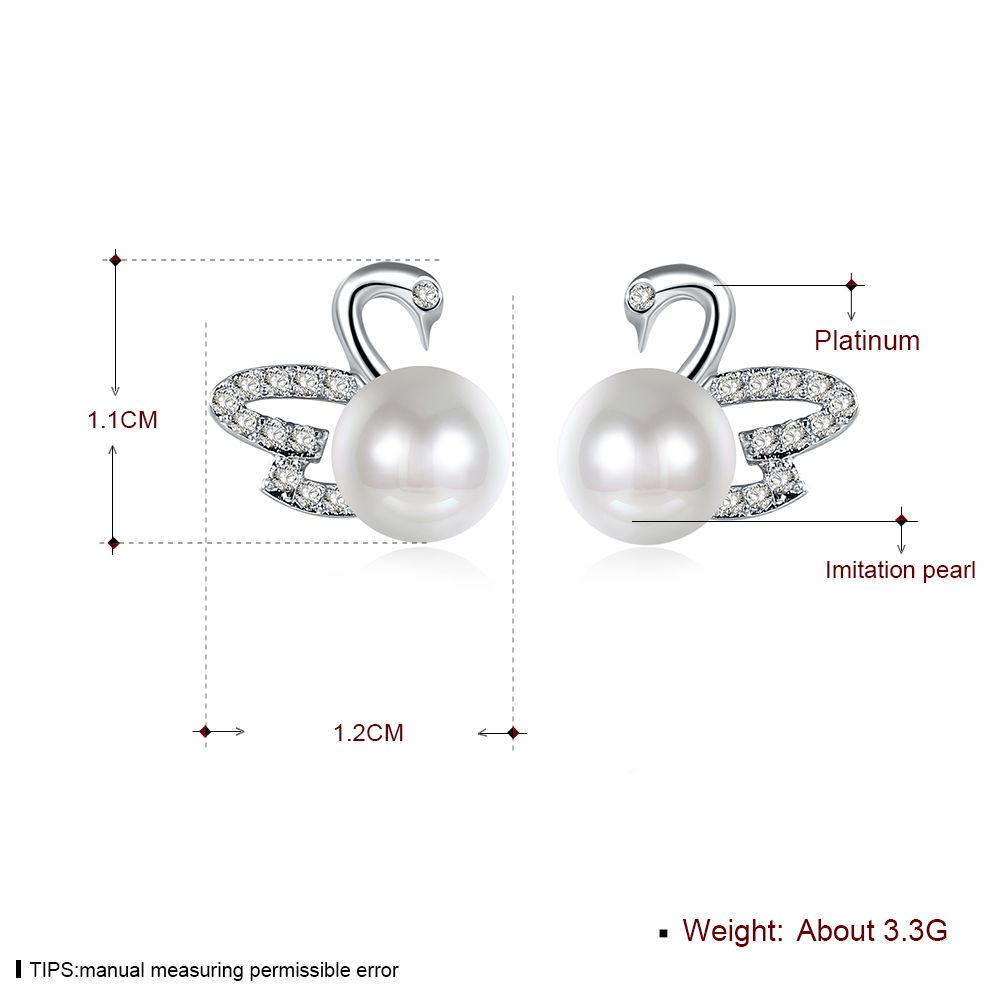 Platinum
1.1CM
Imitation pearl
1.2CM
▪ Weight: About 3.3G
TIPS:manual measuring permissible error